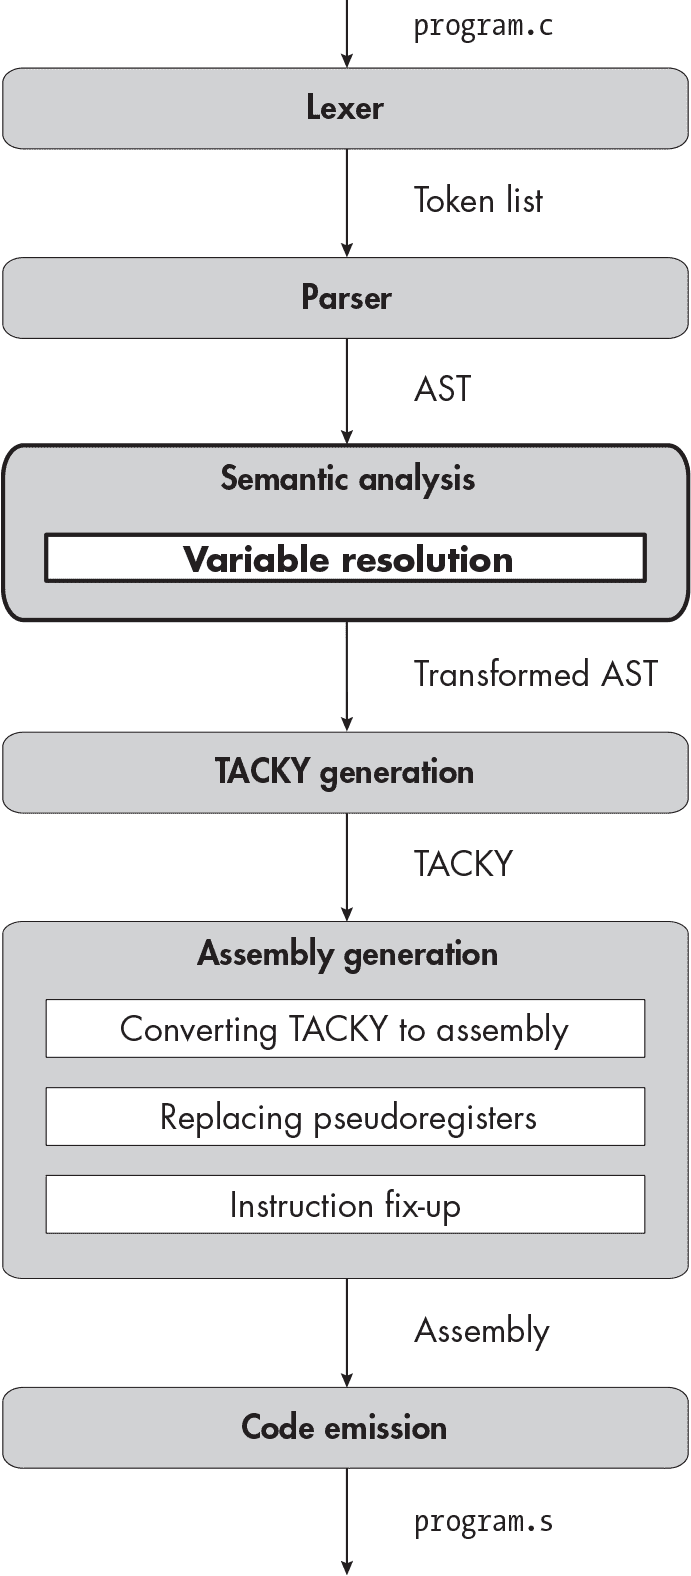 program.c
Lexer
Token list
Parser
AST
Semantic analysis
Variable resolution
Transformed AST
TACKY generation
TACKY
Assembly generation
Converting TACKY to assembly
Replacing pseudoregisters
Instruction fix-up
Assembly
Code emission
program.s